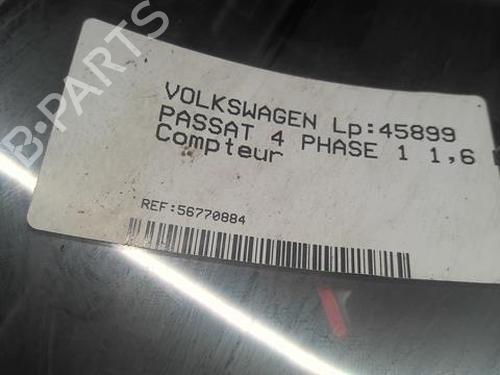 VOLKSWAGEN Lp:45899
PASSAT 4 PHASE 1 1,6
Compteur
REF:56770884
B-PARTS